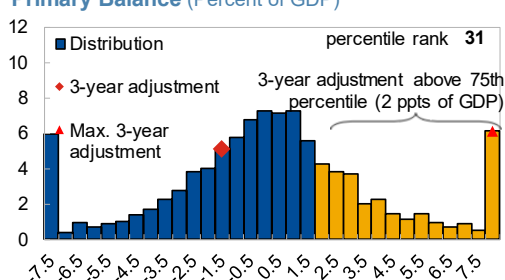 Primary Balance (Percent of GDP)
12
10
8
6
4
2
0
Distribution
3-year adjustment
Max. 3-year
adjustment
percentile rank 31
3-year adjustment above 75th
percentile (2 ppts of GDP)
-7.5
-6.5
-5.5
-4.5
-3.5
-2.5
-1.5
-0.5
0.5
1.5
2.5
3.5
4.5
5.5
6.5
7.5